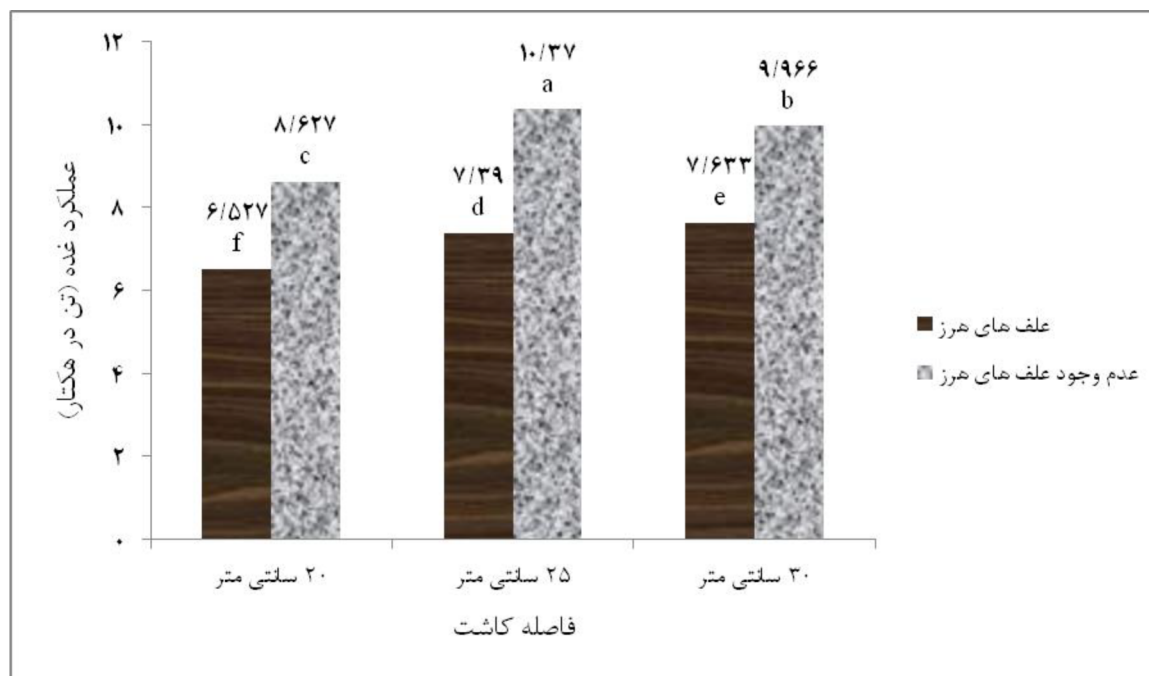 عملکرد غده (تن در هکتار)
۱۲
۱۰
۸
۶
۴
۲
۰
۶/۵۲۷
f
۸/۶۲۷
c
۷/۳۹
d
۱۰/۳۷
a
۷/۶۳۳
e
۹/۹۶۶
b
۲۰ سانتی متر
۲۵ سانتی متر
۳۰ سانتی متر
فاصله کاشت
علف های هرز
عدم وجود علف های هرز